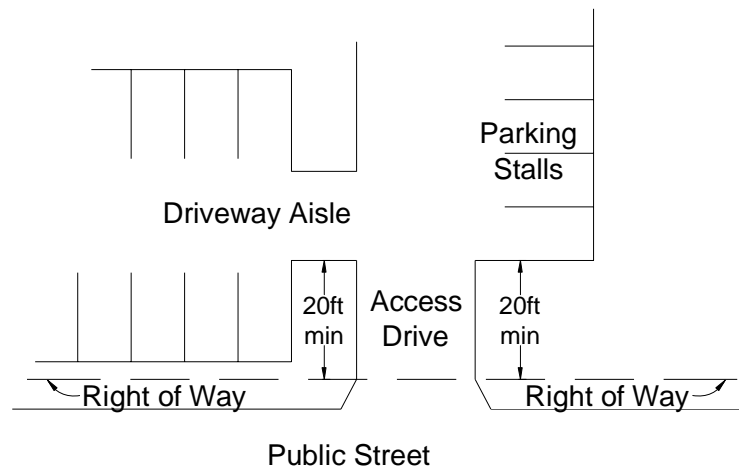 Parking
Stalls
Driveway Aisle
20ft
min
Access
Drive
20ft
min
Right of Way
Right of Way
Public Street